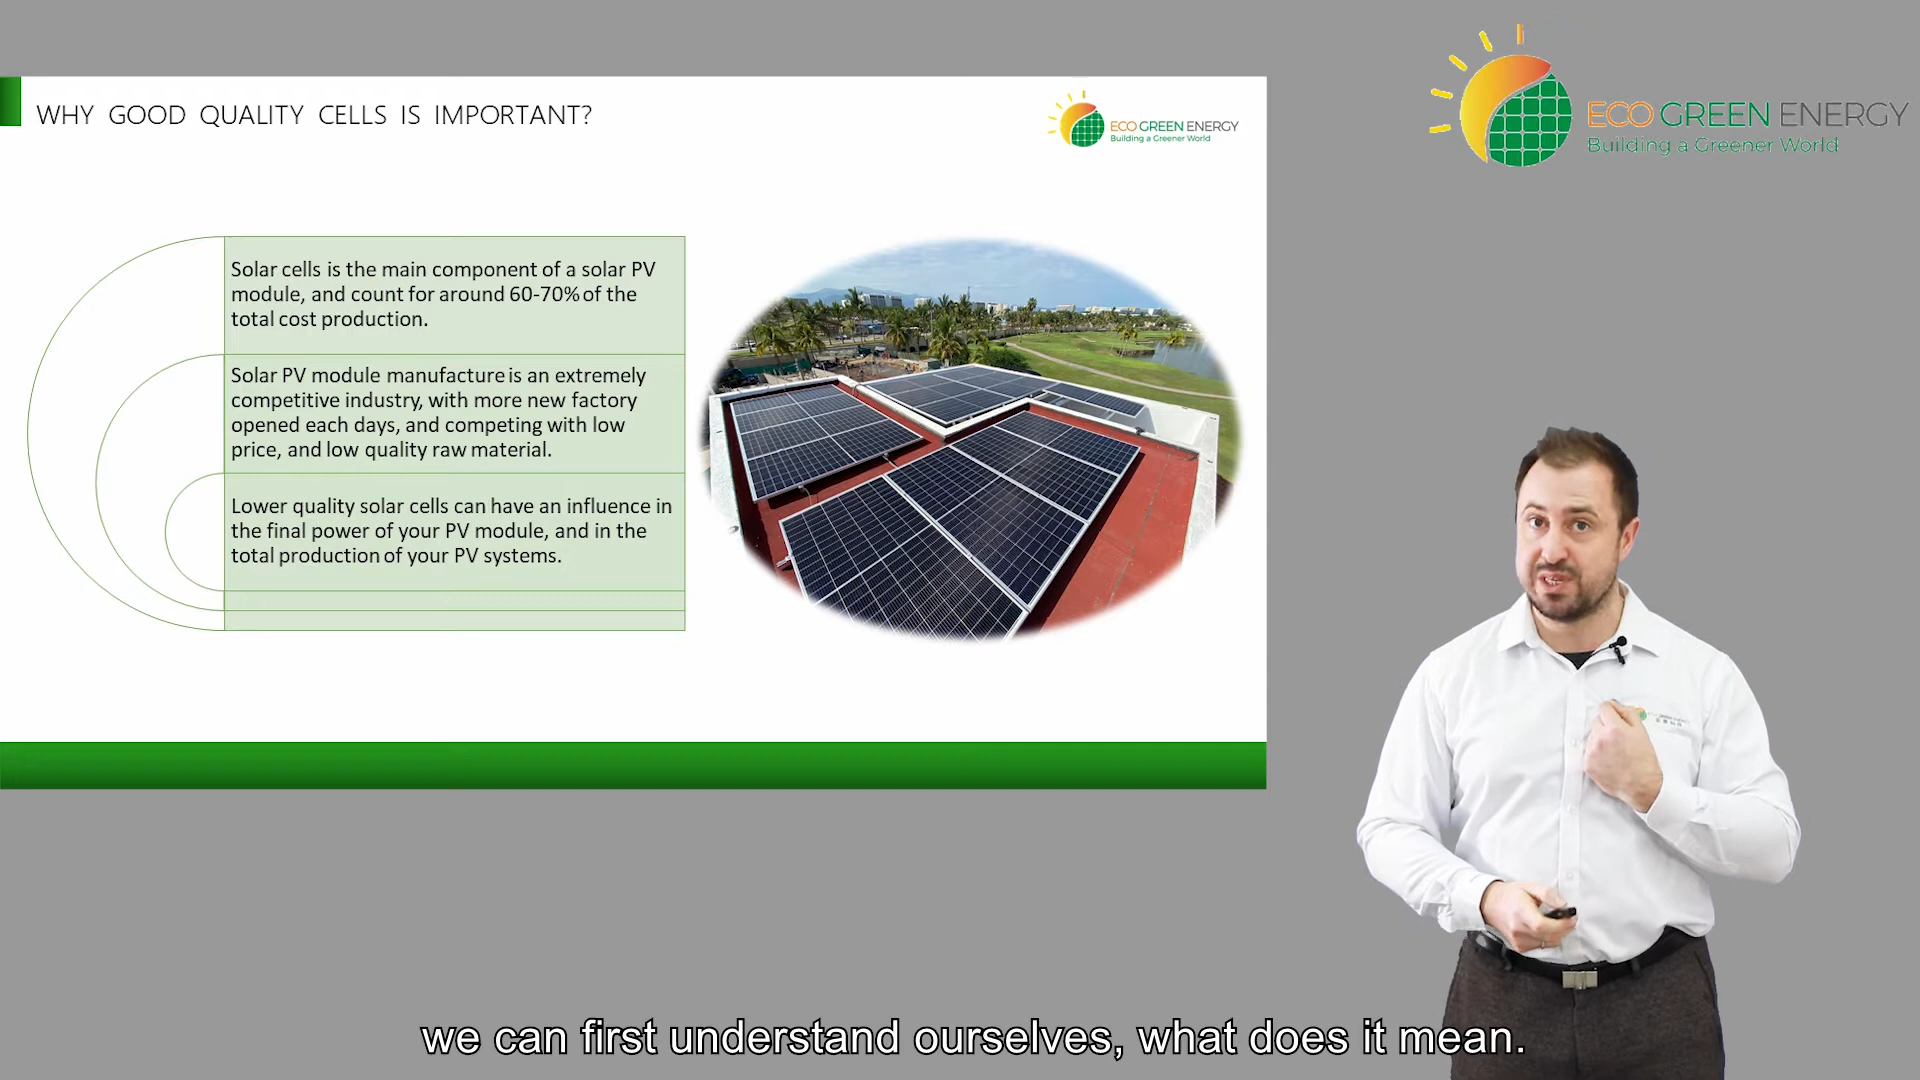 WHY GOOD QUALITY CELLS IS IMPORTANT?
ECO GREEN ENERGY
Building a Greener World
ECO GREEN ENERGY
Building a Greener World
Solar cells is the main component of a solar PV
module, and count for around 60-70% of the
total cost production.
Solar PV module manufacture is an extremely
competitive industry, with more new factory
opened each days, and competing with low
price, and low quality raw material.
Lower quality solar cells can have an influence in
the final power of your PV module, and in the
total production of your PV systems.
we can first understand ourselves, what does it mean.